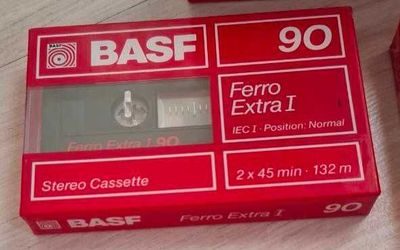 BASF
BASF
90
Ferro
Extra I
IEC I · Position: Normal
Ferro Extra I 90
Stereo Cassette
2 x 45 min · 132 m
BASF
Ferro Extra I
90